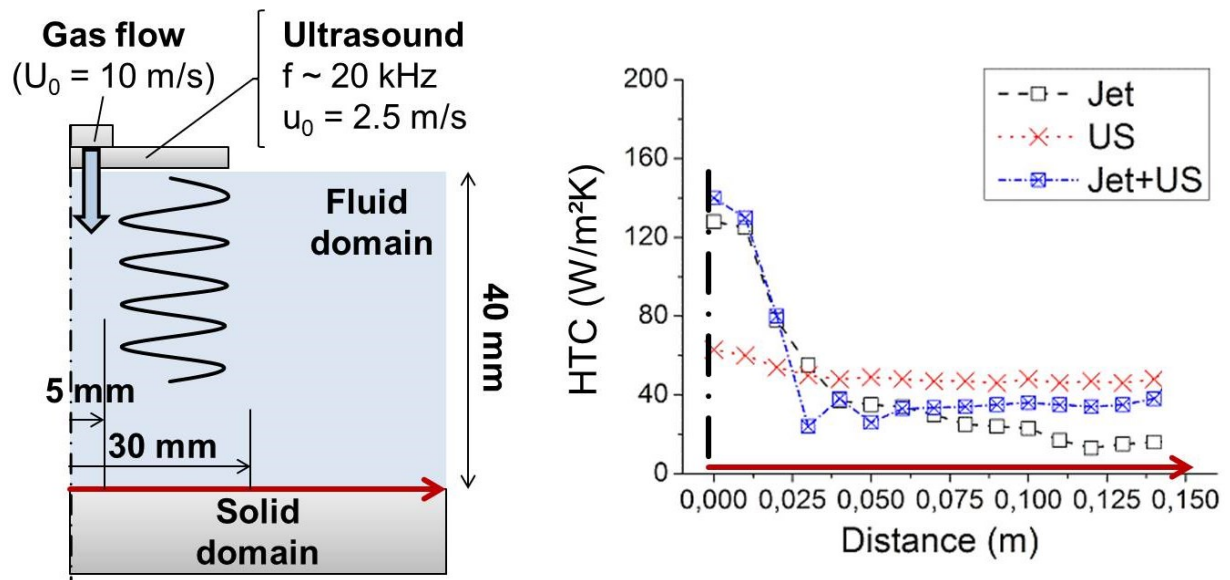 Gas flow
(U₀ = 10 m/s)
Ultrasound
f ~ 20 kHz
u₀ = 2.5 m/s
Fluid
domain
40 mm
5 mm
30 mm
Solid
domain
HTC (W/m²K)
200
160
120
80
40
0
Jet
US
Jet+US
0,000 0,025 0,050 0,075 0,100 0,125 0,150
Distance (m)